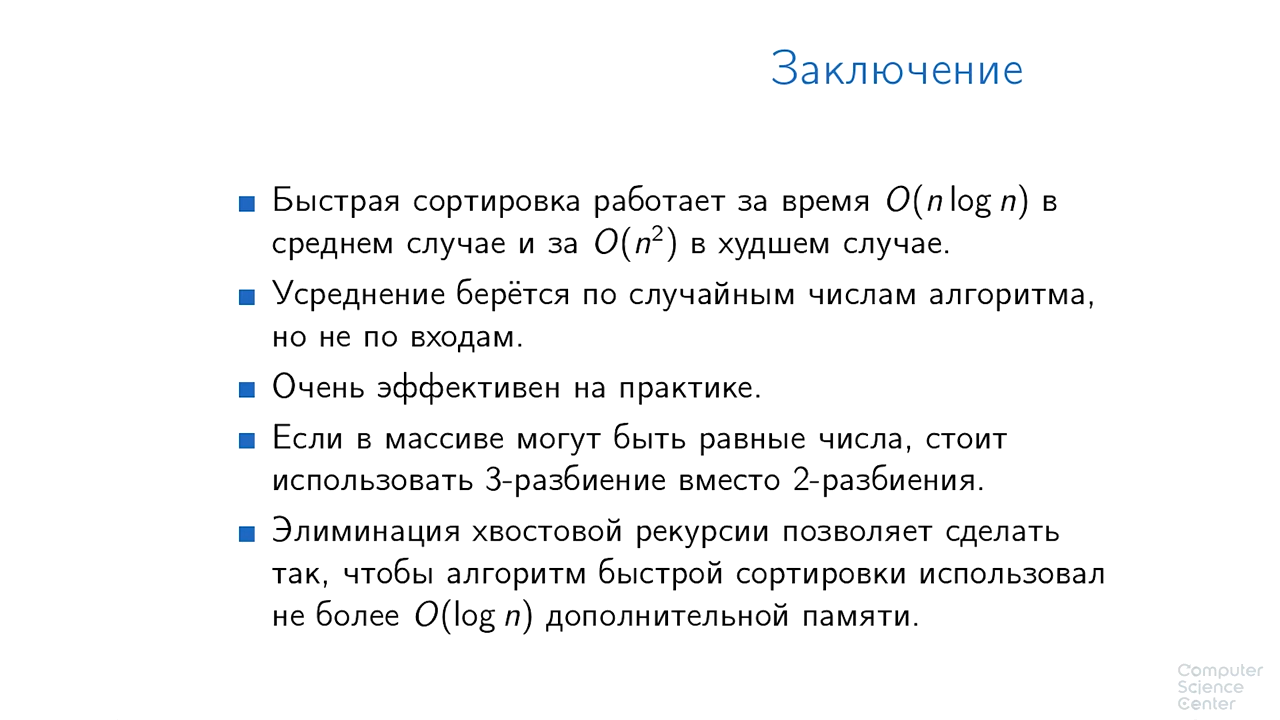 Заключение
Быстрая сортировка работает за время O(n log n) в
среднем случае и за O(n²) в худшем случае.
Усреднение берётся по случайным числам алгоритма,
но не по входам.
Очень эффективен на практике.
Если в массиве могут быть равные числа, стоит
использовать 3-разбиение вместо 2-разбиения.
Элиминация хвостовой рекурсии позволяет сделать
так, чтобы алгоритм быстрой сортировки использовал
не более O(log n) дополнительной памяти.
Computer
Science
Center